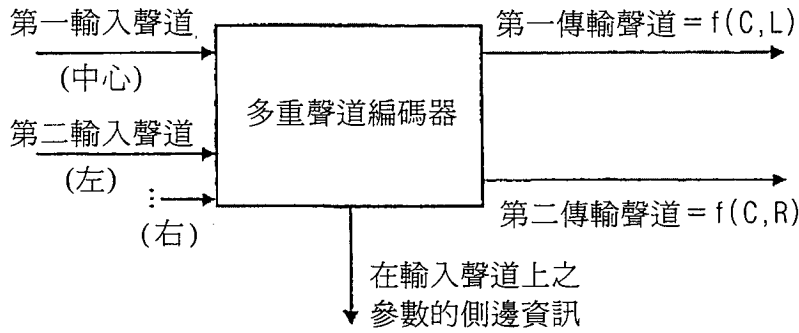 第一輸入聲道
(中心)
第二輸入聲道
(左)
⋮
(右)
多重聲道編碼器
第一傳輸聲道=f(C,L)
第二傳輸聲道=f(C,R)
在輸入聲道上之
參數的側邊資訊